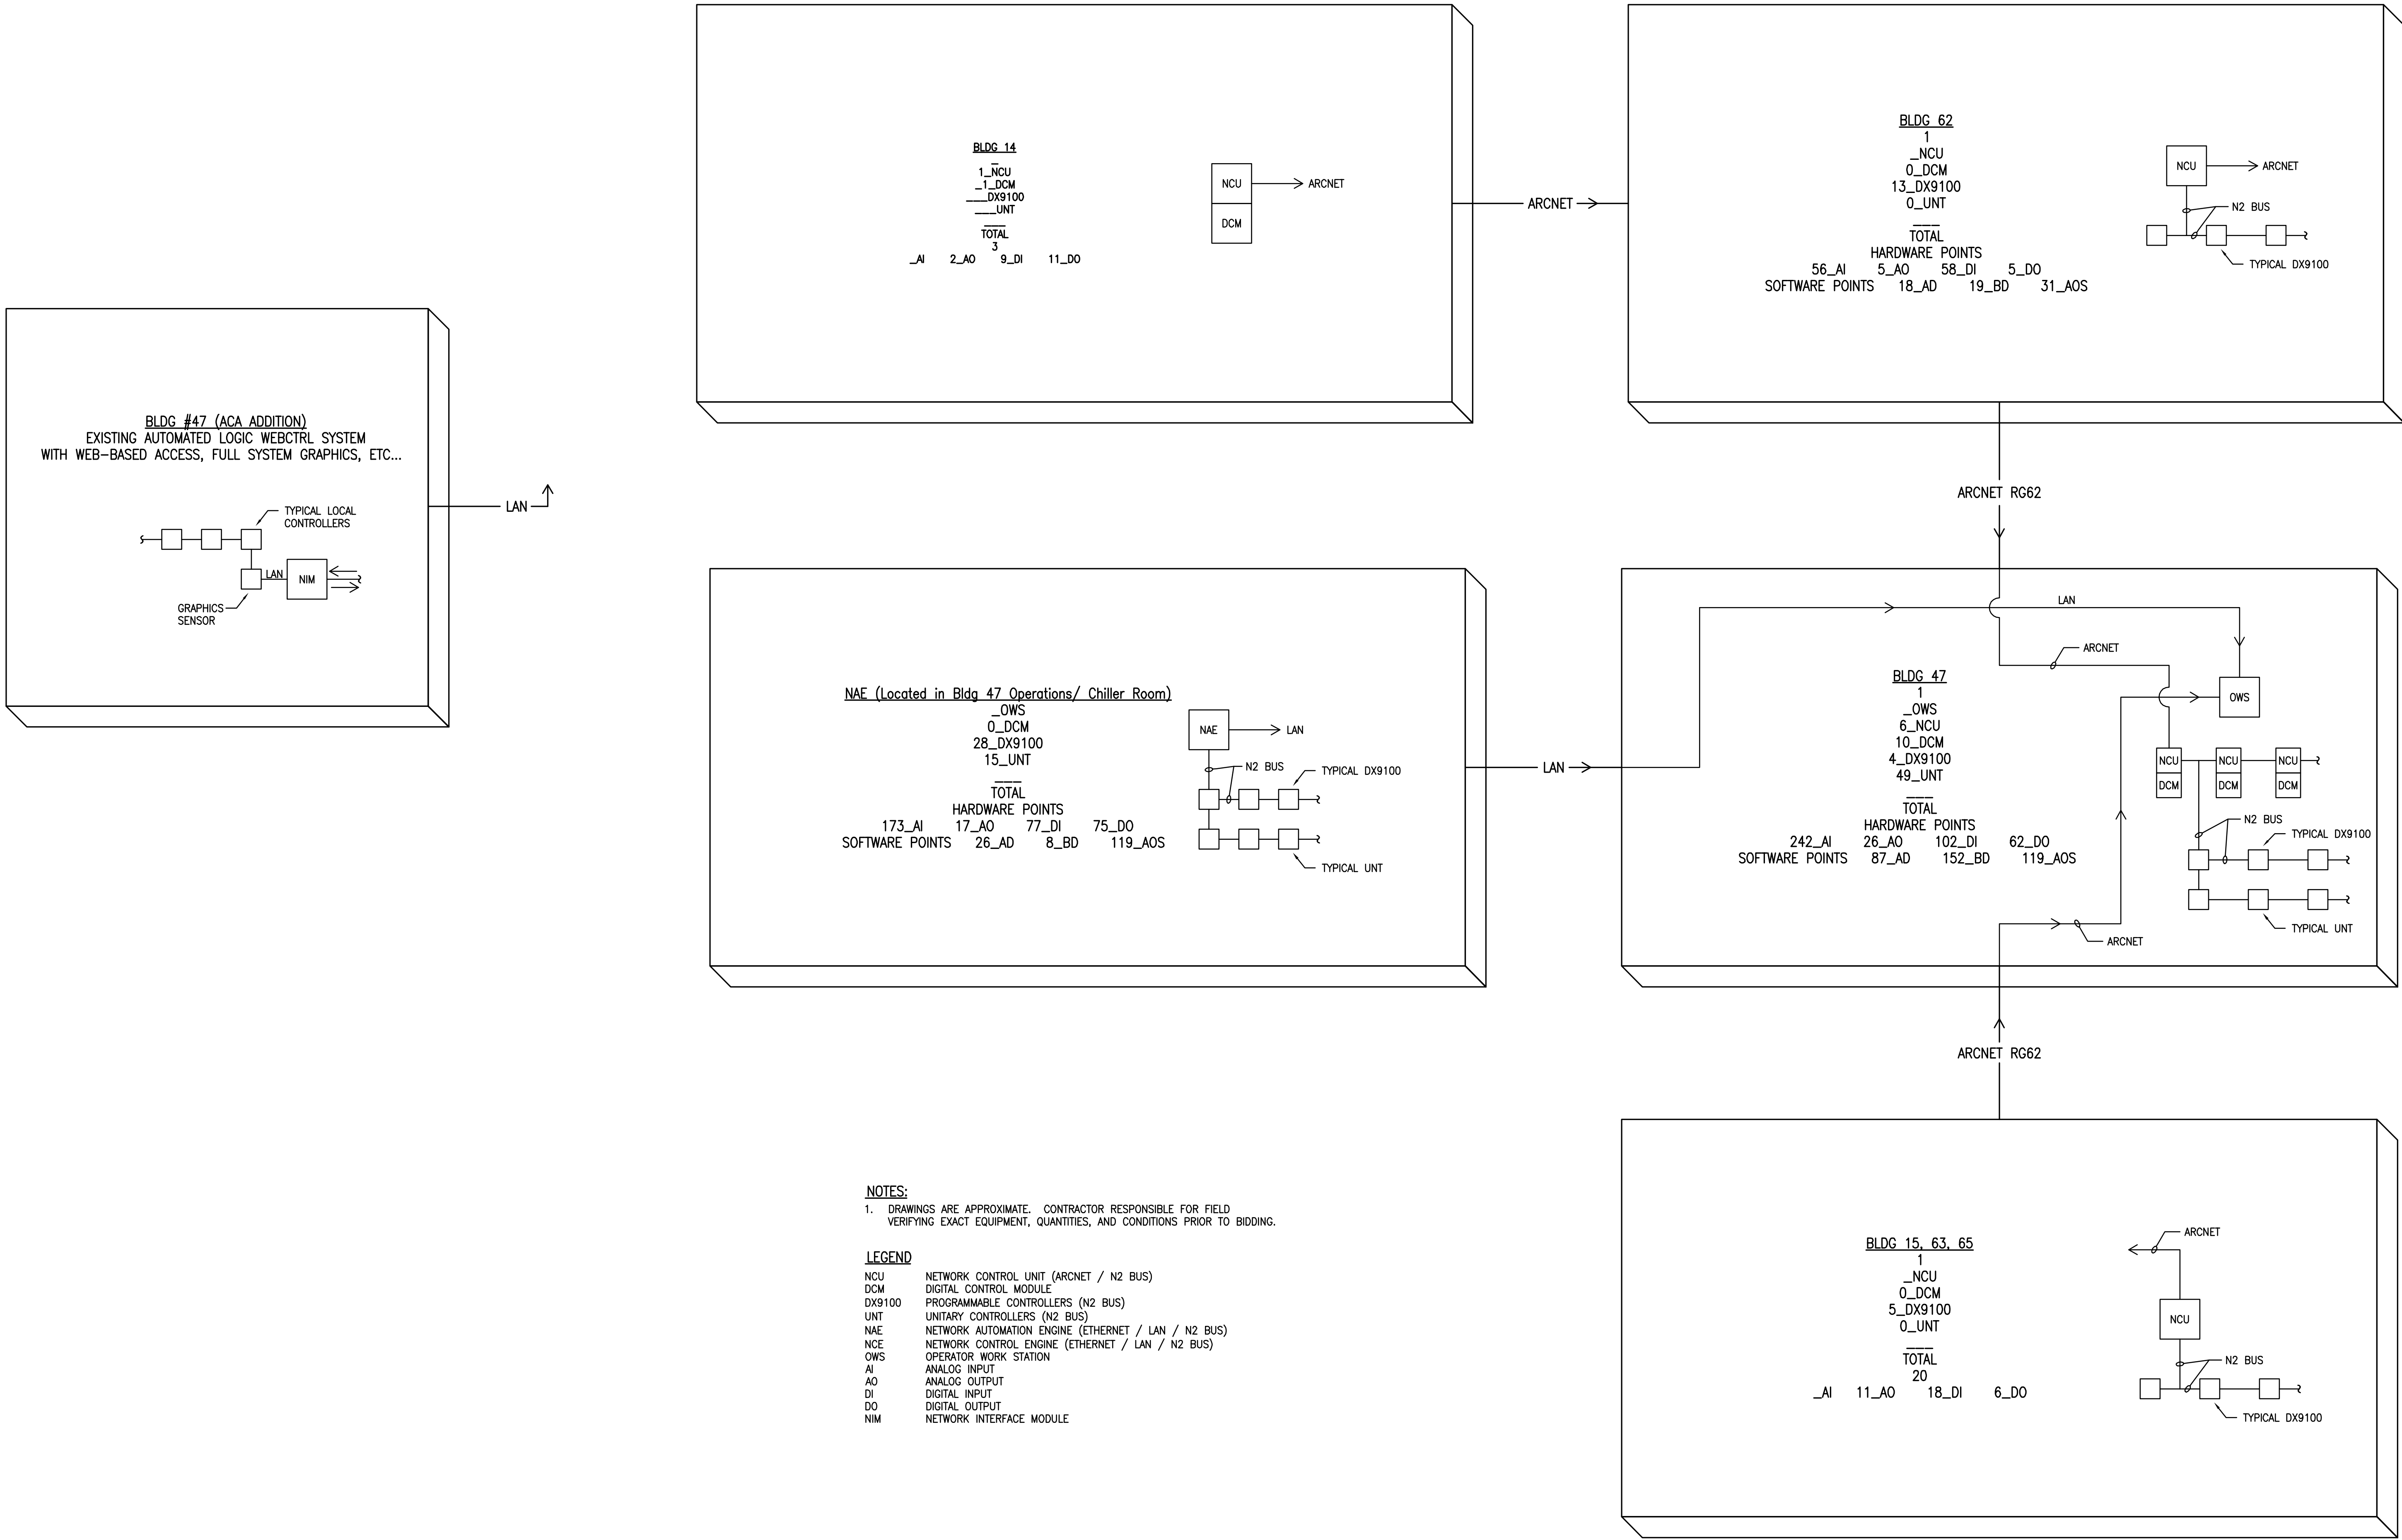 BLDG 14
_
1_NCU
_1_DCM
___DX9100
___UNT
___
TOTAL
3
_AI 2_AO 9_DI 11_DO
NCU
ARCNET
DCM
ARCNET
BLDG 62
1
_NCU
0_DCM
13_DX9100
0_UNT
___
TOTAL
HARDWARE POINTS
56_AI 5_AO 58_DI 5_DO
SOFTWARE POINTS 18_AD 19_BD 31_AOS
NCU
ARCNET
N2 BUS
TYPICAL DX9100
ARCNET RG62
BLDG #47 (ACA ADDITION)
EXISTING AUTOMATED LOGIC WEBCTRL SYSTEM
WITH WEB-BASED ACCESS, FULL SYSTEM GRAPHICS, ETC...
TYPICAL LOCAL
CONTROLLERS
LAN
NIM
GRAPHICS
SENSOR
LAN
NAE (Located in Bldg 47 Operations/ Chiller Room)
_OWS
0_DCM
28_DX9100
15_UNT
___
TOTAL
HARDWARE POINTS
173_AI 17_AO 77_DI 75_DO
SOFTWARE POINTS 26_AD 8_BD 119_AOS
NAE
LAN
N2 BUS
TYPICAL DX9100
TYPICAL UNT
LAN
LAN
ARCNET
BLDG 47
1
_OWS
6_NCU
10_DCM
4_DX9100
49_UNT
___
TOTAL
HARDWARE POINTS
242_AI 26_AO 102_DI 62_DO
SOFTWARE POINTS 87_AD 152_BD 119_AOS
OWS
NCU NCU NCU
DCM DCM DCM
N2 BUS
TYPICAL DX9100
TYPICAL UNT
ARCNET
ARCNET RG62
BLDG 15, 63, 65
1
_NCU
0_DCM
5_DX9100
0_UNT
___
TOTAL
20
_AI 11_AO 18_DI 6_DO
ARCNET
NCU
N2 BUS
TYPICAL DX9100
NOTES:
1. DRAWINGS ARE APPROXIMATE. CONTRACTOR RESPONSIBLE FOR FIELD
VERIFYING EXACT EQUIPMENT, QUANTITIES, AND CONDITIONS PRIOR TO BIDDING.
LEGEND
NCU NETWORK CONTROL UNIT (ARCNET / N2 BUS)
DCM DIGITAL CONTROL MODULE
DX9100 PROGRAMMABLE CONTROLLERS (N2 BUS)
UNT UNITARY CONTROLLERS (N2 BUS)
NAE NETWORK AUTOMATION ENGINE (ETHERNET / LAN / N2 BUS)
NCE NETWORK CONTROL ENGINE (ETHERNET / LAN / N2 BUS)
OWS OPERATOR WORK STATION
AI ANALOG INPUT
AO ANALOG OUTPUT
DI DIGITAL INPUT
DO DIGITAL OUTPUT
NIM NETWORK INTERFACE MODULE